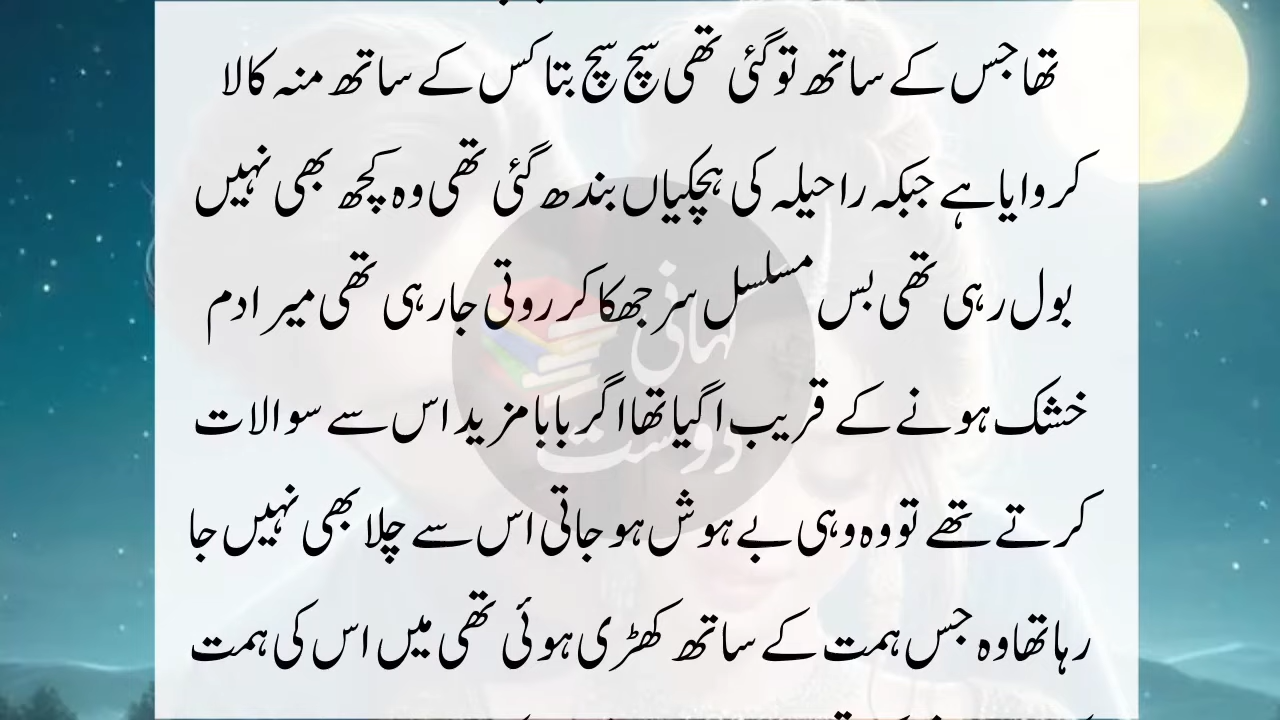 تھا جس کے ساتھ تو گئی تھی سچ سچ بتا کس کے ساتھ منہ کالا
کروایا ہے جبکہ راحیلہ کی ہچکیاں بندھ گئی تھی وہ کچھ بھی نہیں
بول رہی تھی بس مسلسل سر جھکا کر روتی جا رہی تھی میرا دم
خشک ہونے کے قریب اگیا تھا اگر بابا مزید اس سے سوالات
کرتے تھے تو وہ وہی بے ہوش ہو جاتی اس سے چلا بھی نہیں جا
رہا تھا وہ جس ہمت کے ساتھ کھڑی ہوئی تھی میں اس کی ہمت
کہانی
دوست